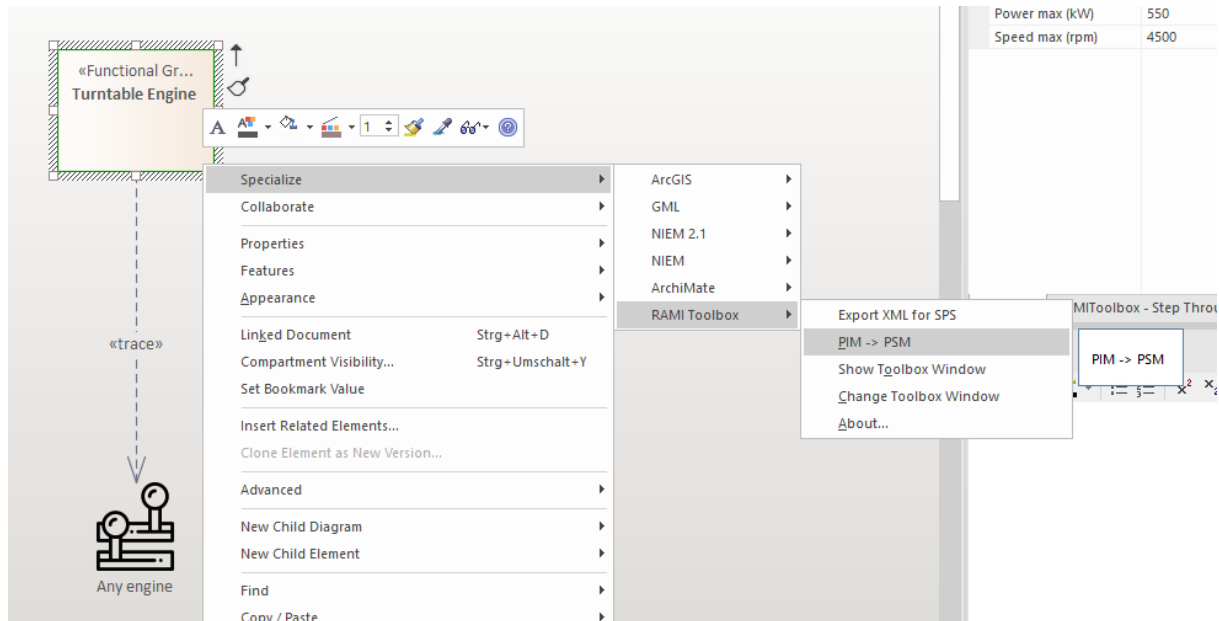 Power max (kW) 550
Speed max (rpm) 4500
«Functional Gr...
Turntable Engine
A 1
Specialize
Collaborate
Properties
Features
Appearance
Linked Document Strg+Alt+D
Compartment Visibility... Strg+Umschalt+Y
Set Bookmark Value
Insert Related Elements...
Clone Element as New Version...
Advanced
New Child Diagram
New Child Element
Find
Copy / Paste
ArcGIS
GML
NIEM 2.1
NIEM
ArchiMate
RAMI Toolbox
Export XML for SPS
PIM -> PSM
Show Toolbox Window
Change Toolbox Window
About...
MIToolbox - Step Throu
PIM -> PSM
x² x₂
«trace»
Any engine